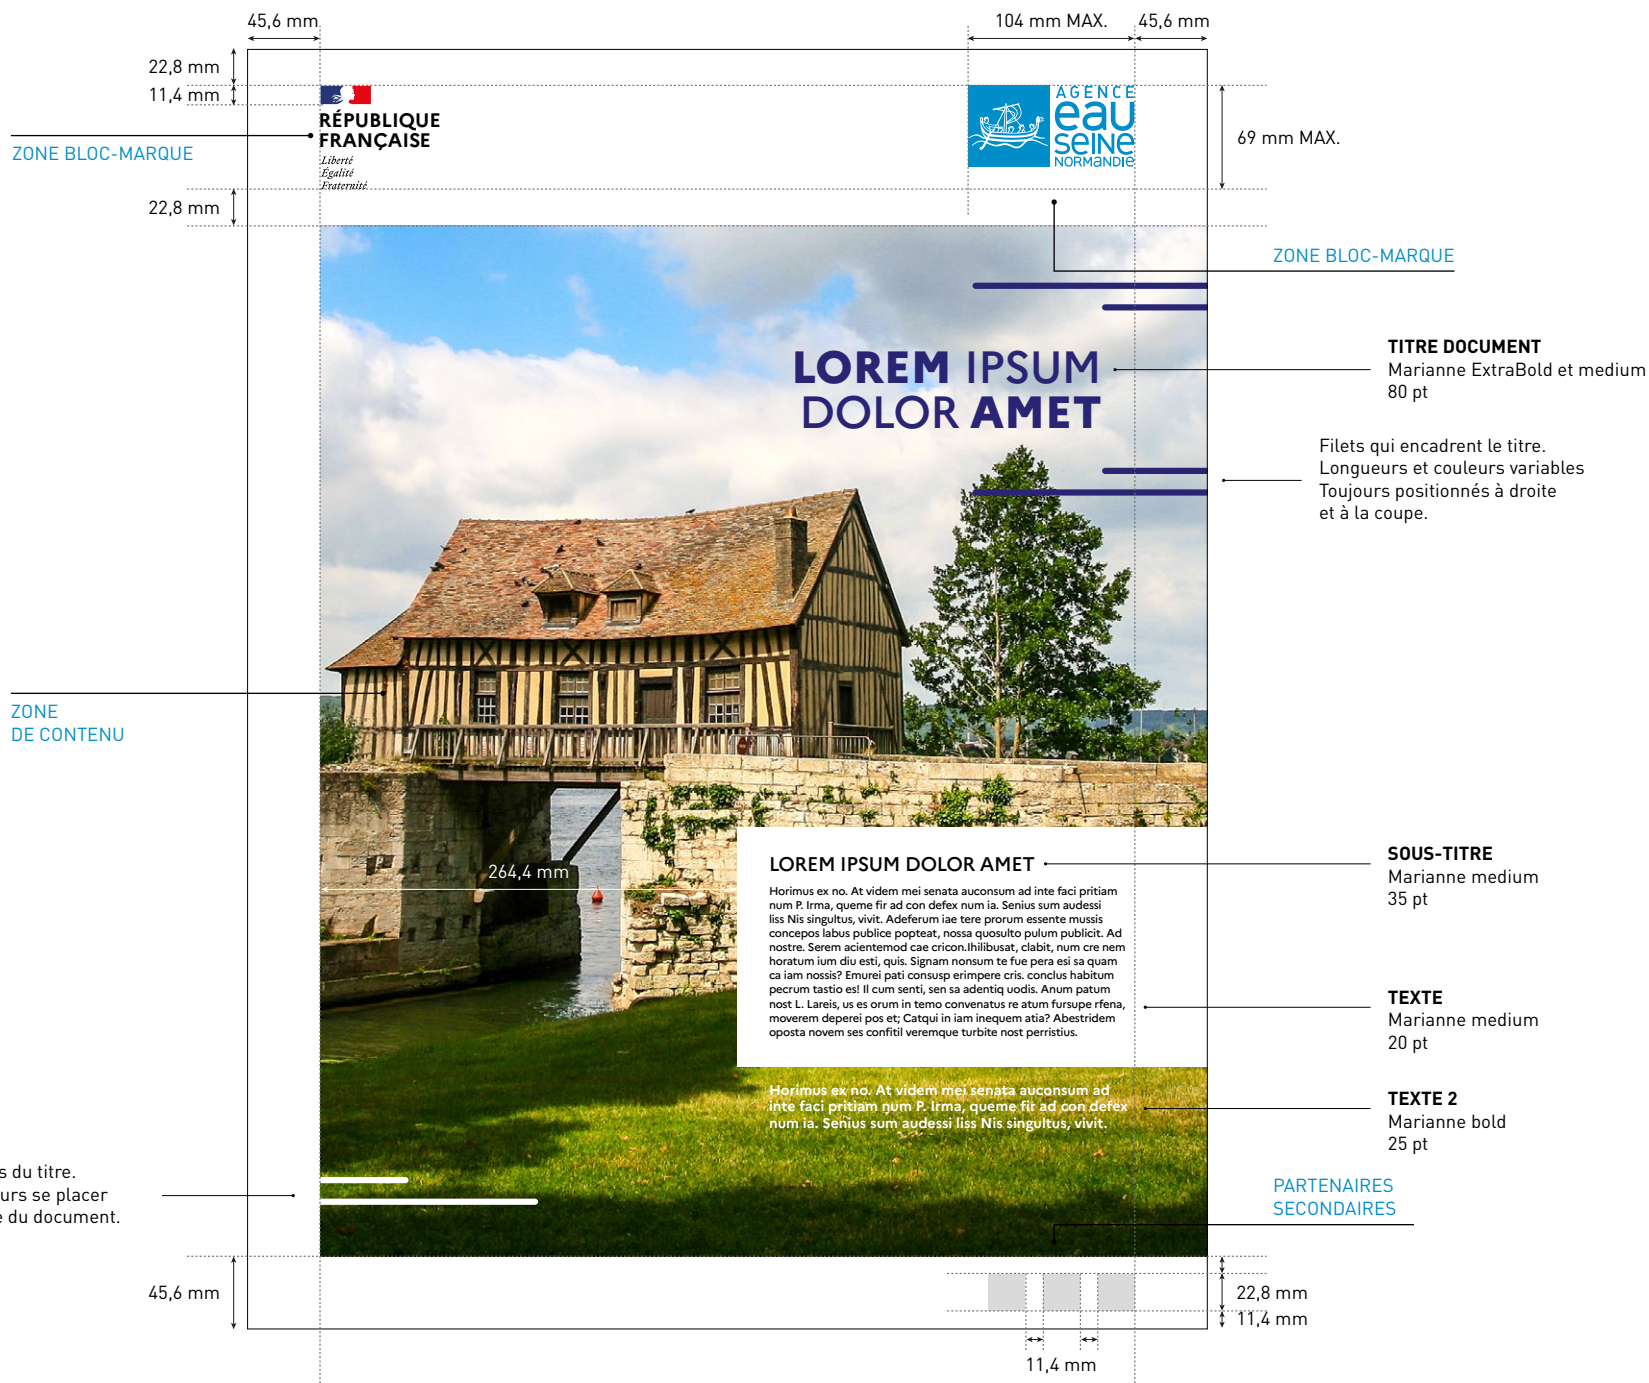 45,6 mm
104 mm MAX.
45,6 mm
22,8 mm
11,4 mm
RÉPUBLIQUE
FRANÇAISE
Liberté
Égalité
Fraternité
AGENCE
eau
SEINE
NORMANDIE
69 mm MAX.
ZONE BLOC-MARQUE
22,8 mm
ZONE BLOC-MARQUE
LOREM IPSUM
DOLOR AMET
TITRE DOCUMENT
Marianne ExtraBold et medium
80 pt
Filets qui encadrent le titre.
Longueurs et couleurs variables
Toujours positionnés à droite
et à la coupe.
ZONE
DE CONTENU
264,4 mm
LOREM IPSUM DOLOR AMET
Horimus ex no. At videm mei senata auconsum ad inte faci pritiam
num P. Irma, queme fir ad con defex num ia. Senius sum audessi
liss Nis singultus, vivit. Adeferum iae tere prorum essente mussis
concepos labus publice popteat, nossa quosulto pulum publicit. Ad
nostre. Serem acientemod cae cricon.Ihilibusat, clabit, num cre nem
horatum ium diu esti, quis. Signam nonsum te fue pera esi sa quam
ca iam nossis? Emurei pati consusp erimpere cris. conclus habitum
pecrum tastio es! Il cum senti, sen sa adentiq uodis. Anum patum
nost L. Lareis, us es orum in temo convenatus re atum fursupe rfena,
moverem deperei pos et; Catqui in iam inequem atia? Abestridem
oposta novem ses confitil veremque turbite nost perristius.
SOUS-TITRE
Marianne medium
35 pt
TEXTE
Marianne medium
20 pt
Horimus ex no. At videm mei senata auconsum ad
inte faci pritiam num P. Irma, queme fir ad con defex
num ia. Senius sum audessi liss Nis singultus, vivit.
TEXTE 2
Marianne bold
25 pt
s du titre.
urs se placer
e du document.
PARTENAIRES
SECONDAIRES
45,6 mm
22,8 mm
11,4 mm
11,4 mm